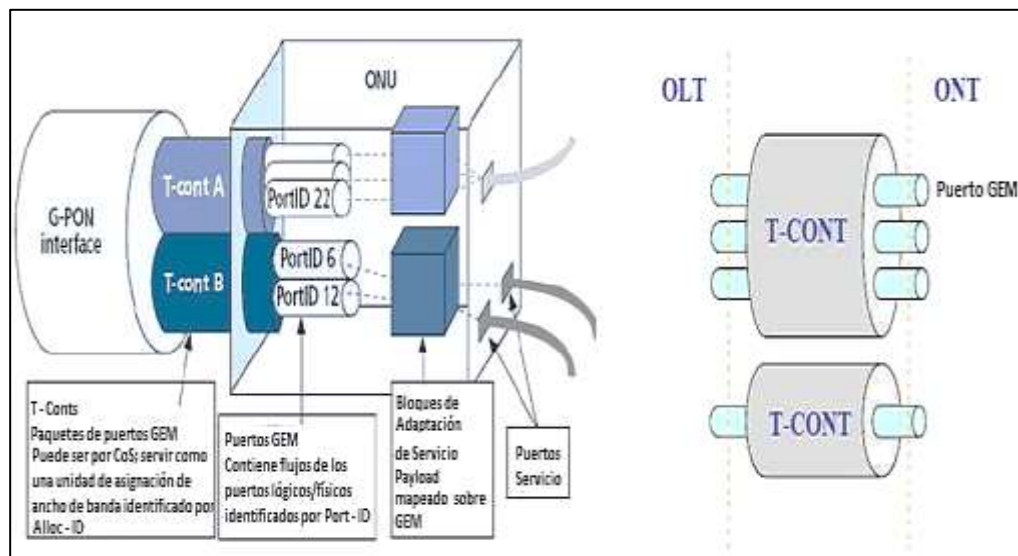 ONU
G-PON
interface
T-cont A
T-cont B
PortID 22
PortID 6
PortID 12
T - Conts
Paquetes de puertos GEM
Puede ser por CoS; servir como
una unidad de asignación de
ancho de banda identificado por
Alloc - ID
Puertos GEM
Contiene flujos de los
puertos lógicos/físicos
identificados por Port - ID
Bloques de
Adaptación
de Servicio
Payload
mapeado sobre
GEM
Puertos
Servicio
OLT
ONT
Puerto GEM
T-CONT
T-CONT